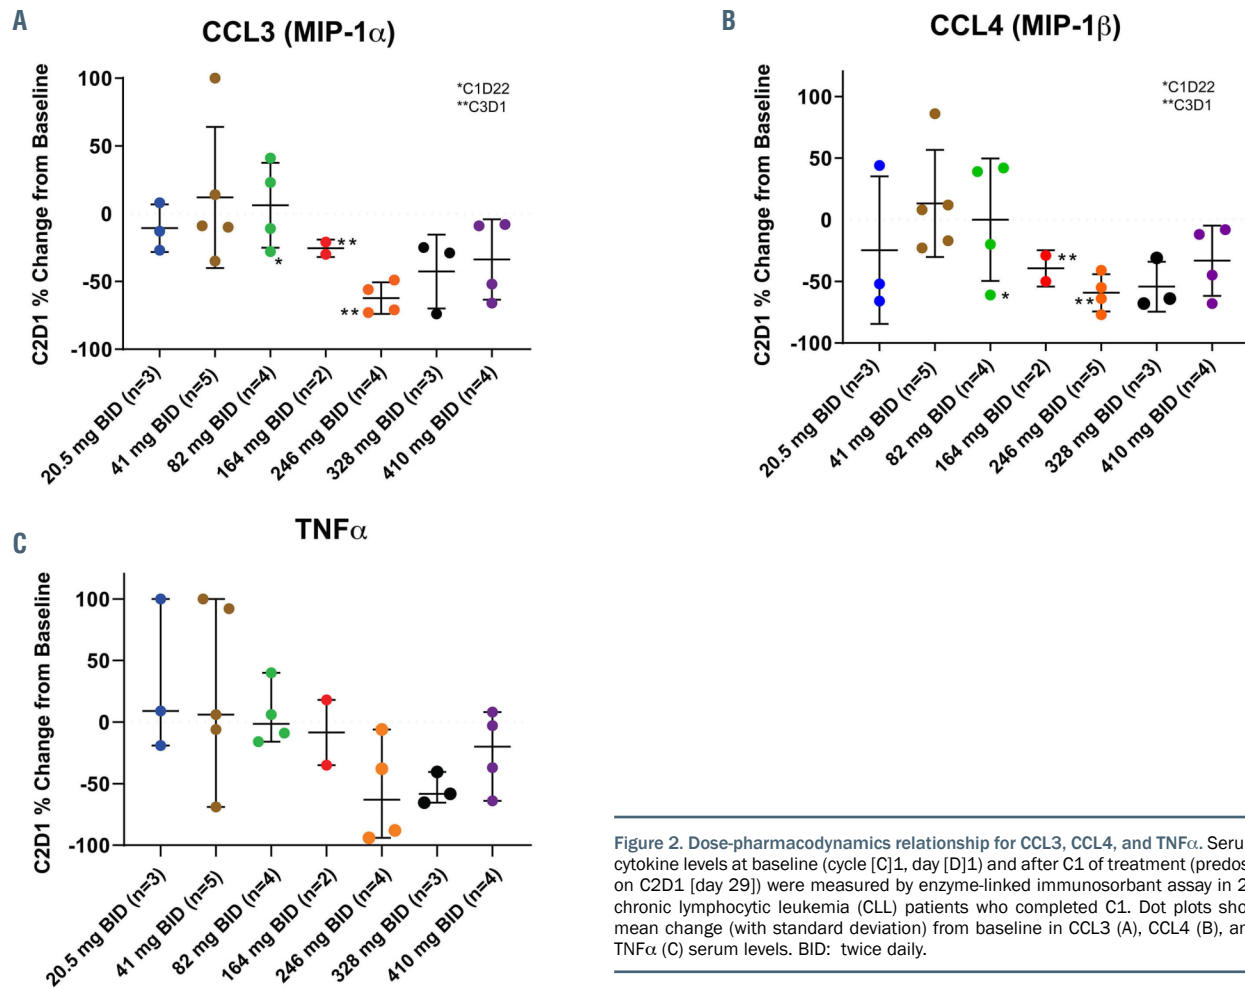 A
CCL3 (MIP-1α)
C2D1 % Change from Baseline
100
50
0
-50
-100
*C1D22
**C3D1
**
*
**
20.5 mg BID (n=3)
41 mg BID (n=5)
82 mg BID (n=4)
164 mg BID (n=2)
246 mg BID (n=4)
328 mg BID (n=3)
410 mg BID (n=4)
B
CCL4 (MIP-1β)
C2D1 % Change from Baseline
100
50
0
-50
-100
*C1D22
**C3D1
**
*
**
20.5 mg BID (n=3)
41 mg BID (n=5)
82 mg BID (n=4)
164 mg BID (n=2)
246 mg BID (n=5)
328 mg BID (n=3)
410 mg BID (n=4)
C
TNFα
C2D1 % Change from Baseline
100
50
0
-50
-100
20.5 mg BID (n=3)
41 mg BID (n=5)
82 mg BID (n=4)
164 mg BID (n=2)
246 mg BID (n=4)
328 mg BID (n=3)
410 mg BID (n=4)
Figure 2. Dose-pharmacodynamics relationship for CCL3, CCL4, and TNFα.
cytokine levels at baseline (cycle [C]1, day [D]1) and after C1 of treatment
on C2D1 [day 29]) were measured by enzyme-linked immunosorbant assay in
chronic lymphocytic leukemia (CLL) patients who completed C1. Dot plots
mean change (with standard deviation) from baseline in CCL3 (A), CCL4 (B),
TNFα (C) serum levels. BID: twice daily.